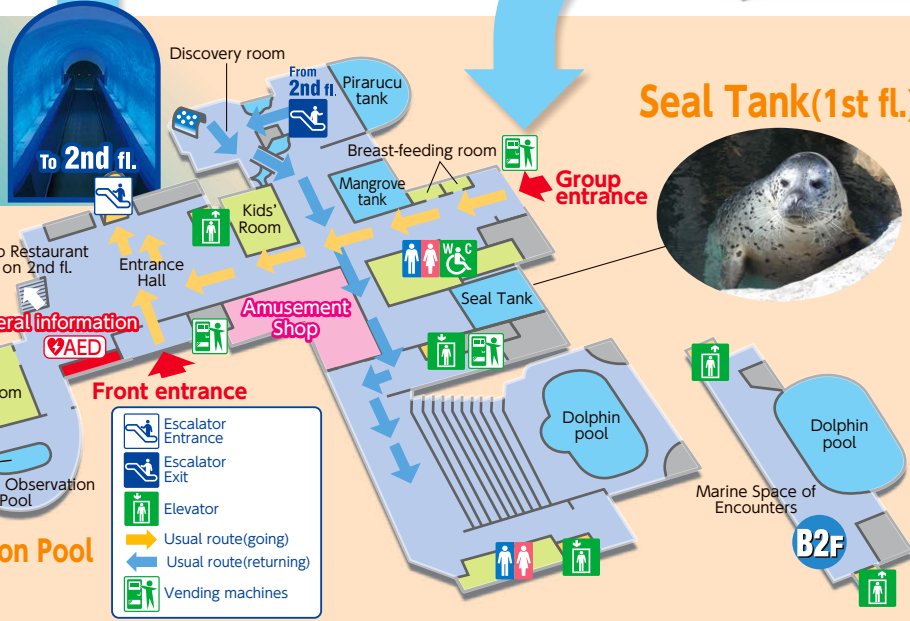 Discovery room
From
2nd fl.
Pirarucu
tank
Seal Tank(1st fl.)
To 2nd fl.
Breast-feeding room
Group
entrance
Mangrove
tank
Kids'
Room
W C
o Restaurant
on 2nd fl.
Entrance
Hall
Seal Tank
Amusement
Shop
eral information
AED
Front entrance
om
Escalator
Entrance
Escalator
Exit
Elevator
Usual route(going)
Usual route(returning)
Vending machines
Dolphin
pool
Dolphin
pool
Observation
Pool
Marine Space of
Encounters
B2F
on Pool